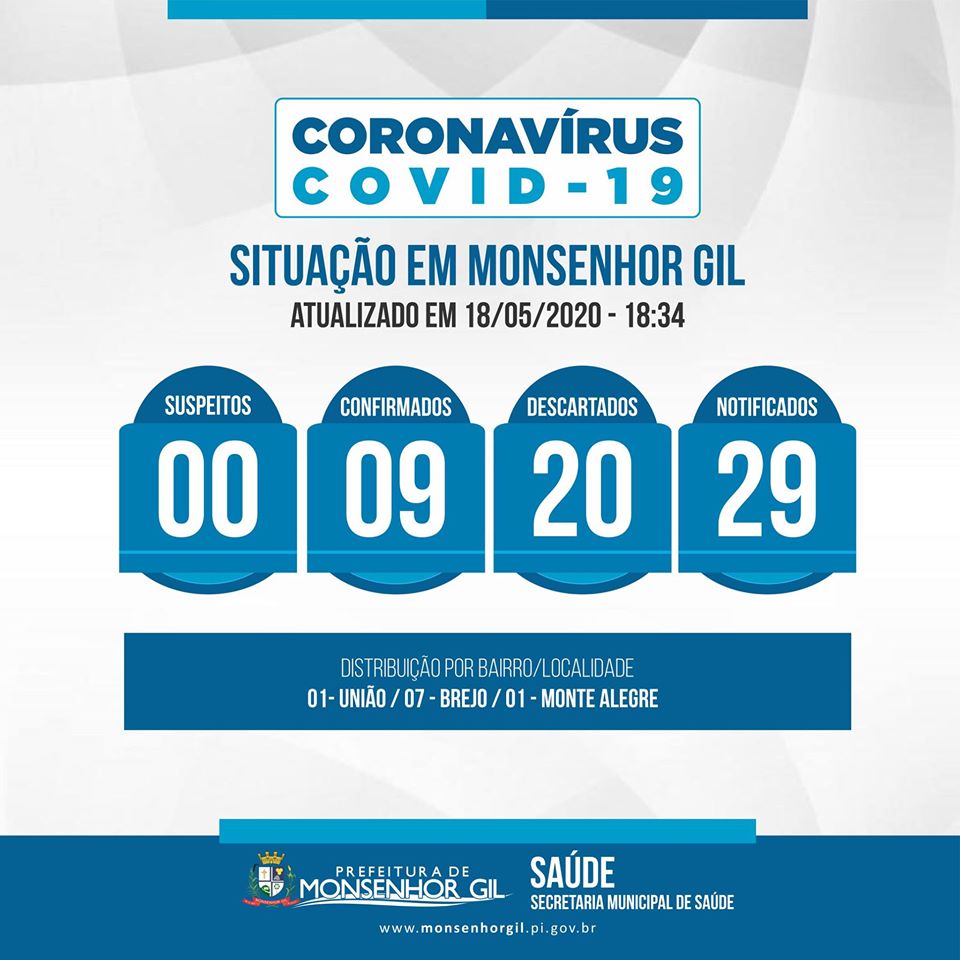 CORONAVÍRUS
COVID-19
SITUAÇÃO EM MONSENHOR GIL
ATUALIZADO EM 18/05/2020 - 18:34
SUSPEITOS
00
CONFIRMADOS
09
DESCARTADOS
20
NOTIFICADOS
29
DISTRIBUIÇÃO POR BAIRRO/LOCALIDADE
01- UNIÃO / 07 - BREJO / 01 - MONTE ALEGRE
PREFEITURA DE
MONSENHOR GIL
SAÚDE
SECRETARIA MUNICIPAL DE SAÚDE
www.monsenhorgil.pi.gov.br